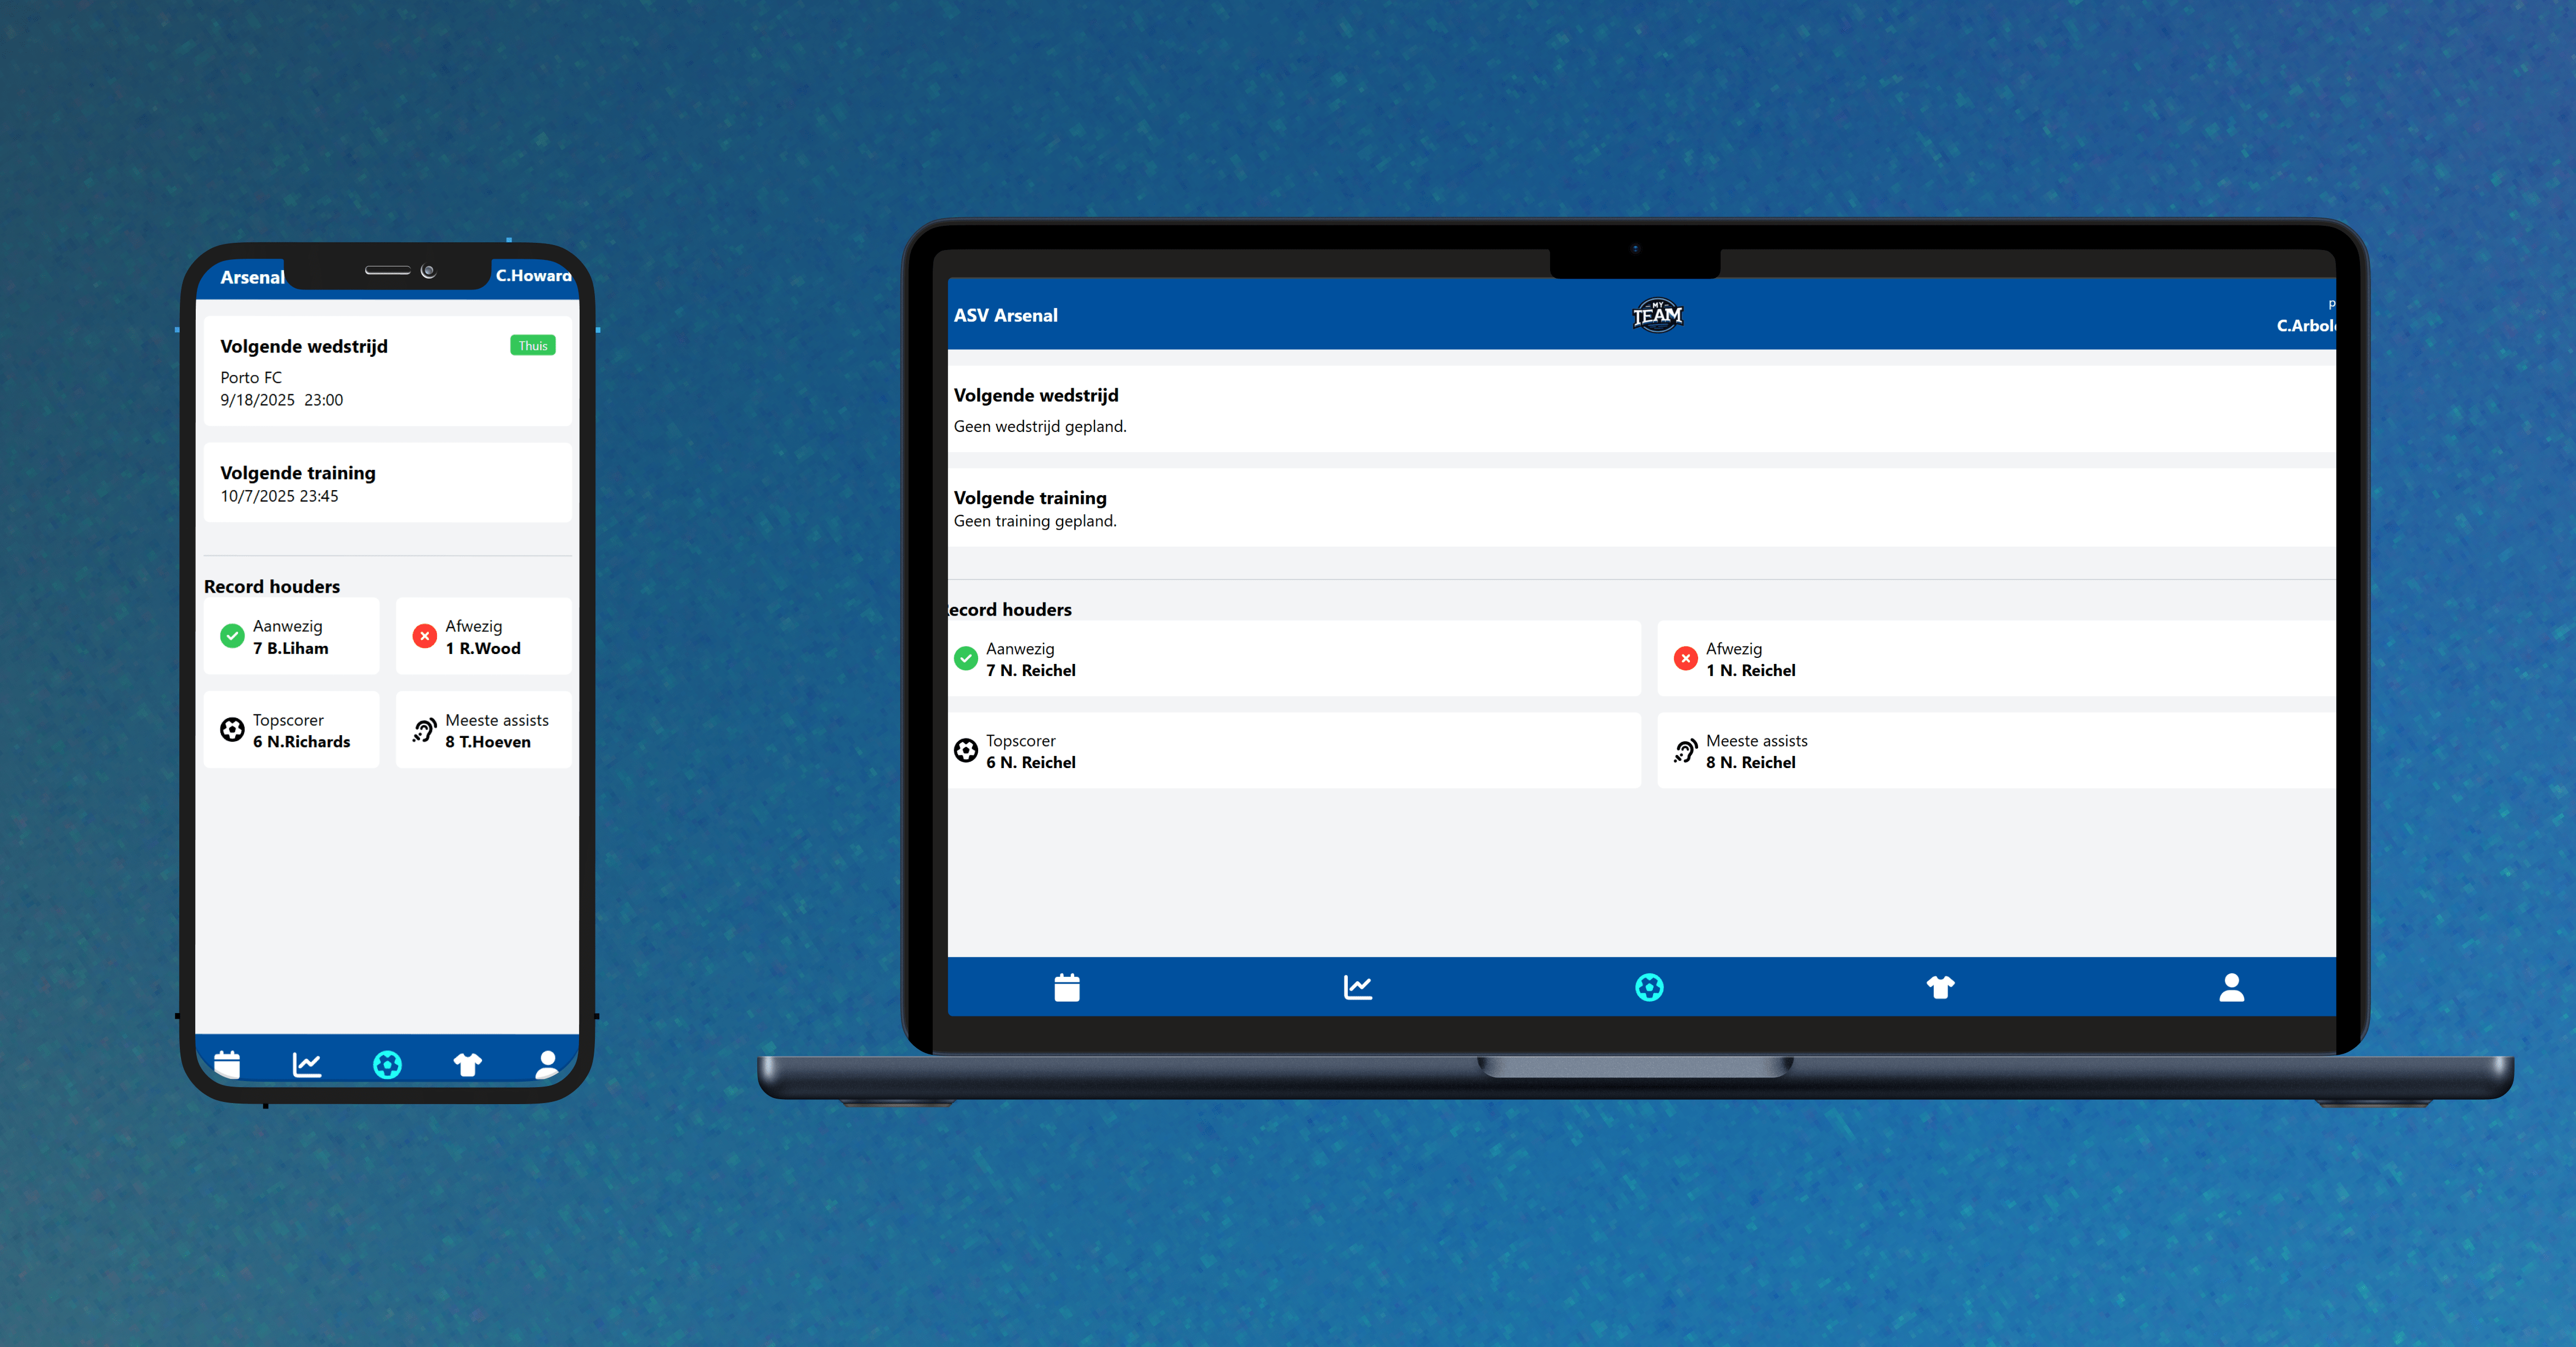 Arsenal
C.Howard
Volgende wedstrijd
Thuis
Porto FC
9/18/2025 23:00
Volgende training
10/7/2025 23:45
Record houders
Aanwezig
7 B.Liham
Afwezig
1 R.Wood
Topscorer
6 N.Richards
Meeste assists
8 T.Hoeven
ASV Arsenal
MY
TEAM
p
C.Arbol
Volgende wedstrijd
Geen wedstrijd gepland.
Volgende training
Geen training gepland.
ecord houders
Aanwezig
7 N. Reichel
Afwezig
1 N. Reichel
Topscorer
6 N. Reichel
Meeste assists
8 N. Reichel